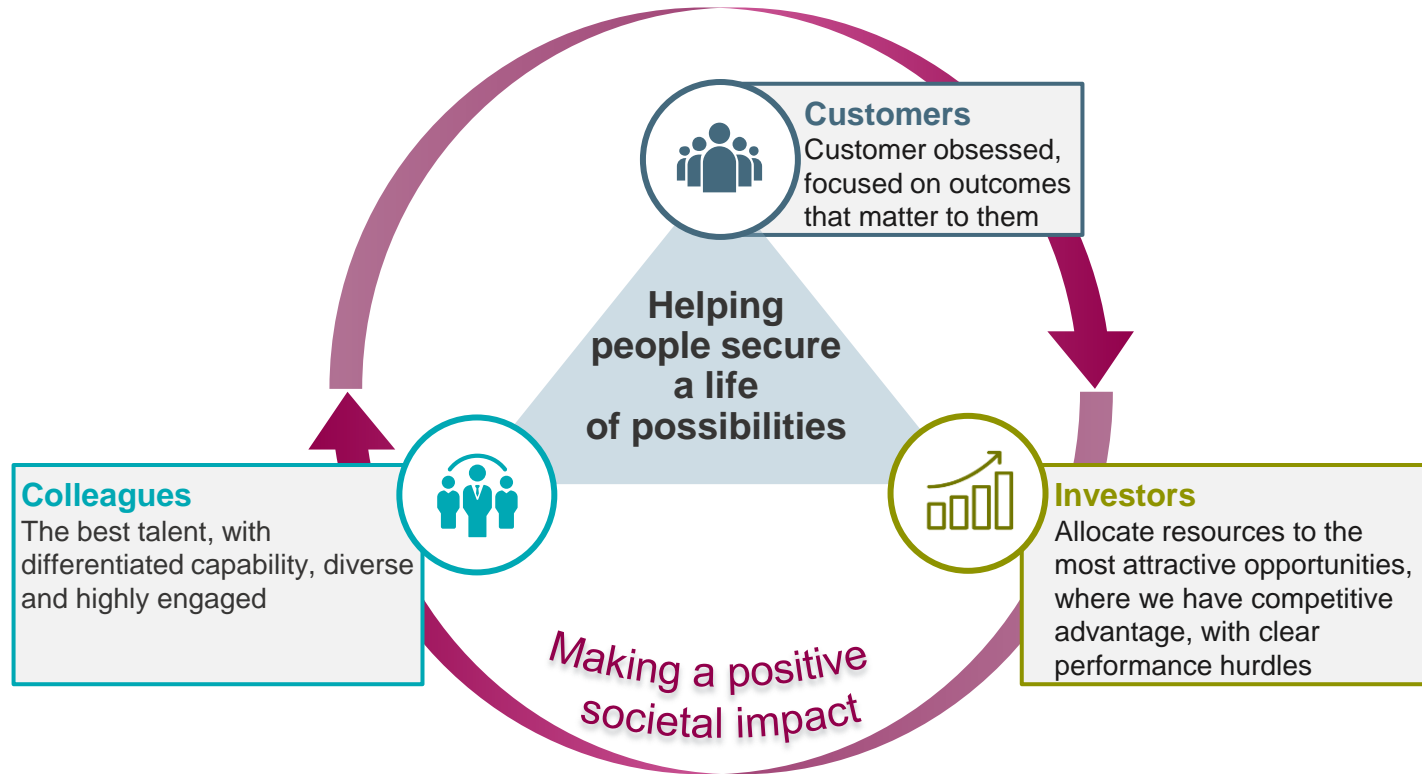 Customers
Customer obsessed,
focused on outcomes
that matter to them
Helping
people secure
a life
of possibilities
Colleagues
The best talent, with
differentiated capability, diverse
and highly engaged
Investors
Allocate resources to the
most attractive opportunities,
where we have competitive
advantage, with clear
performance hurdles
Making a positive
societal impact